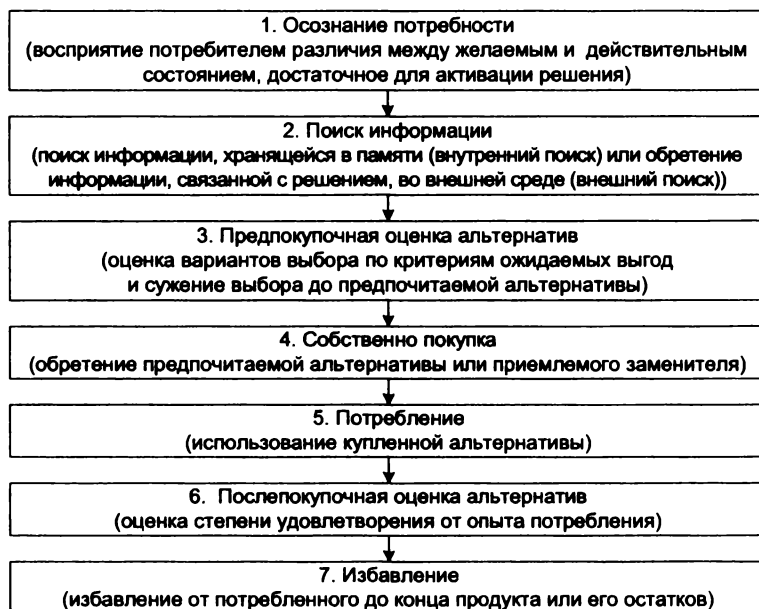 1. Осознание потребности
(восприятие потребителем различия между желаемым и действительным
состоянием, достаточное для активации решения)
2. Поиск информации
(поиск информации, хранящейся в памяти (внутренний поиск) или обретение
информации, связанной с решением, во внешней среде (внешний поиск))
3. Предпокупочная оценка альтернатив
(оценка вариантов выбора по критериям ожидаемых выгод
и сужение выбора до предпочитаемой альтернативы)
4. Собственно покупка
(обретение предпочитаемой альтернативы или приемлемого заменителя)
5. Потребление
(использование купленной альтернативы)
6. Послепокупочная оценка альтернатив
(оценка степени удовлетворения от опыта потребления)
7. Избавление
(избавление от потребленного до конца продукта или его остатков)